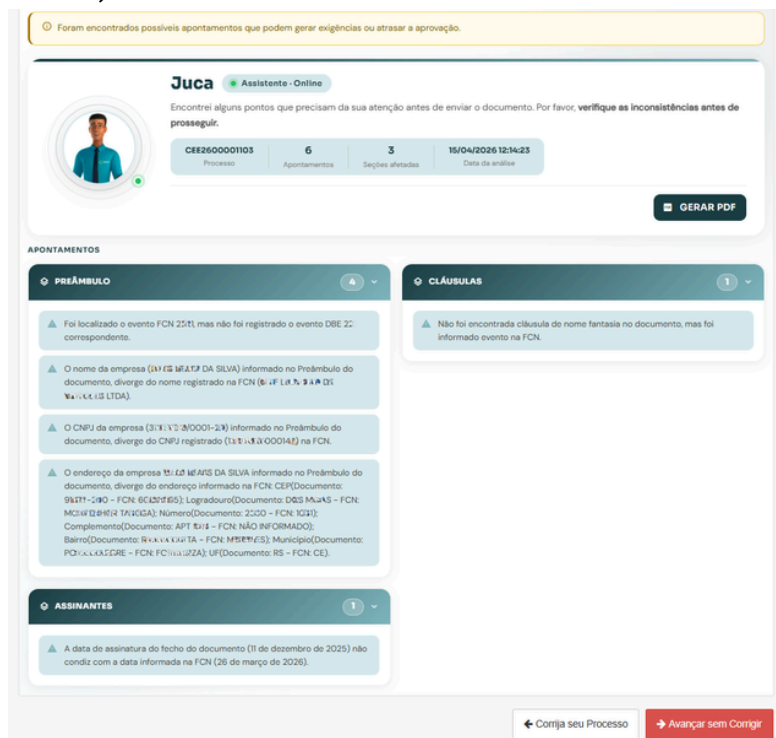 Foram encontrados possíveis apontamentos que podem gerar exigências ou atrasar a aprovação.
Juca
Assistente · Online
Encontrei alguns pontos que precisam da sua atenção antes de enviar o documento. Por favor, verifique as inconsistências antes de
prosseguir.
CEE2600001103
Processo
6
Apontamentos
3
Seções afetadas
15/04/2026 12:14:23
Data da análise
GERAR PDF
APONTAMENTOS
PREÂMBULO
4
Foi localizado o evento FCN mas não foi registrado o evento DBE 22
correspondente.
O nome da empresa ( DA SILVA) informado no Preâmbulo do
documento, diverge do nome registrado na FCN (
LTDA).
O CNPJ da empresa ( /0001- ) informado no Preâmbulo do
documento, diverge do CNPJ registrado ( ) na FCN.
O endereço da empresa DA SILVA informado no Preâmbulo do
documento, diverge do endereço informado na FCN: CEP(Documento:
– FCN: ); Logradouro(Documento: – FCN:
); Número(Documento: – FCN: );
Complemento(Documento: APT – FCN: NÃO INFORMADO);
Bairro(Documento: – FCN: ); Município(Documento:
– FCN: ); UF(Documento: RS – FCN: CE).
CLÁUSULAS
1
Não foi encontrada cláusula de nome fantasia no documento, mas foi
informado evento na FCN.
ASSINANTES
1
A data de assinatura do fecho do documento (11 de dezembro de 2025) não
condiz com a data informada na FCN (26 de março de 2026).
Corrija seu Processo
Avançar sem Corrigir